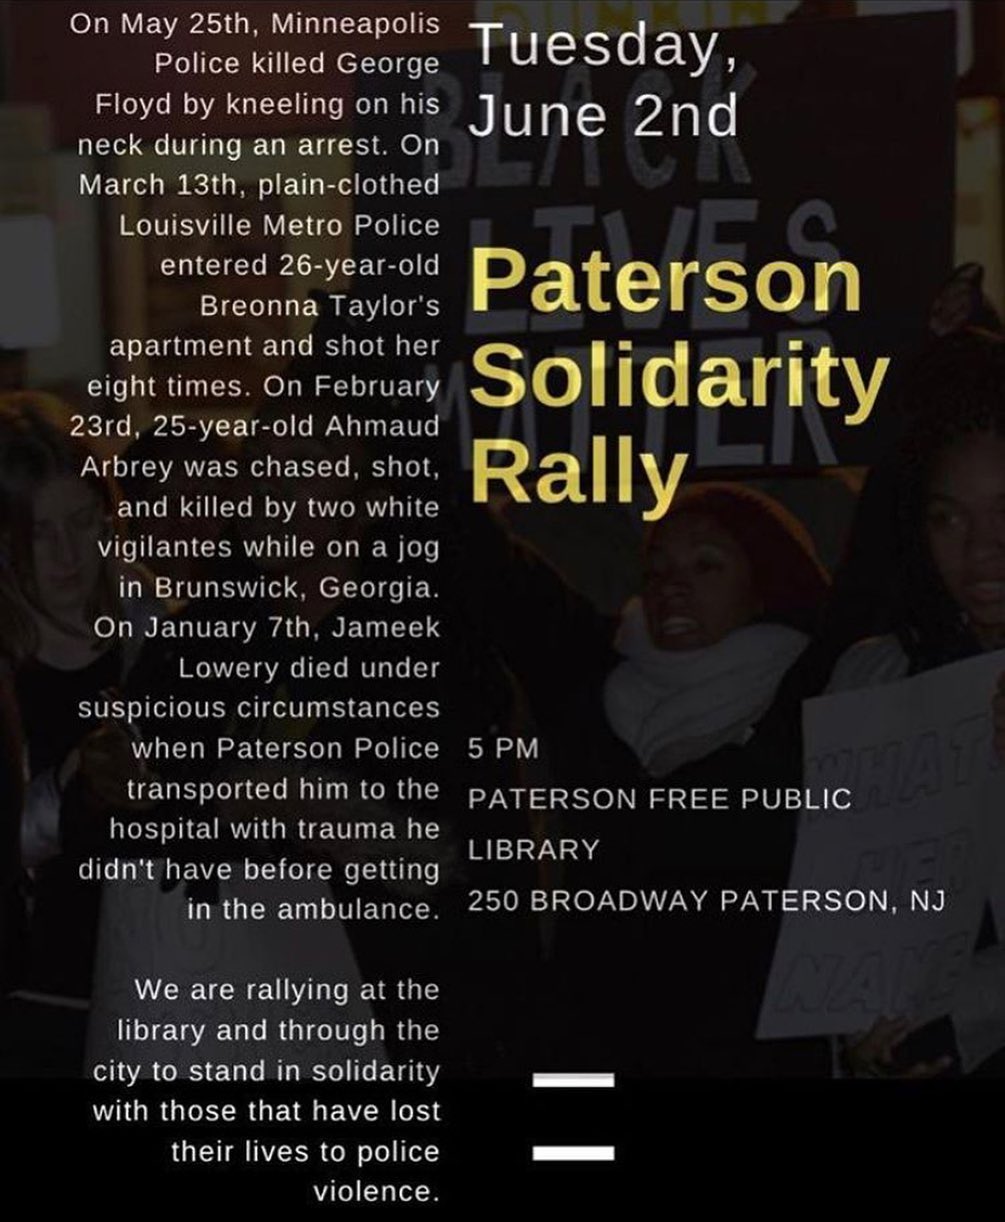 On May 25th, Minneapolis
Police killed George
Floyd by kneeling on his
neck during an arrest. On
March 13th, plain-clothed
Louisville Metro Police
entered 26-year-old
Breonna Taylor's
apartment and shot her
eight times. On February
23rd, 25-year-old Ahmaud
Arbrey was chased, shot,
and killed by two white
vigilantes while on a jog
in Brunswick, Georgia.
On January 7th, Jameek
Lowery died under
suspicious circumstances
when Paterson Police
transported him to the
hospital with trauma he
didn't have before getting
in the ambulance.
We are rallying at the
library and through the
city to stand in solidarity
with those that have lost
their lives to police
violence.
Tuesday,
June 2nd
Paterson
Solidarity
Rally
5 PM
PATERSON FREE PUBLIC
LIBRARY
250 BROADWAY PATERSON, NJ
BLACK
LIVES
MATTER
WHAT
HER
NAME